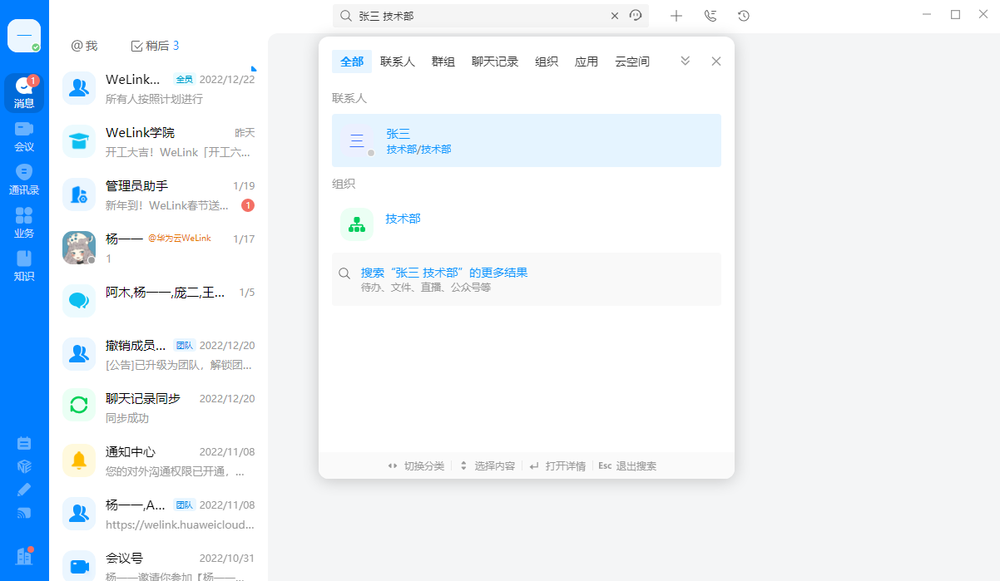 张三 技术部
一
消息
1
会议
通讯录
业务
知识
@ 我
稍后 3
WeLink... 全员 2022/12/22
所有人按照计划进行
WeLink学院 昨天
开工大吉！WeLink「开工六...
管理员助手 1/19
新年到！WeLink春节送... 1
杨一一 @华为云WeLink 1/17
1
阿木,杨一一,庞二,王... 1/5
撤销成员... 团队 2022/12/20
[公告]已升级为团队，解锁团...
聊天记录同步 2022/12/20
同步成功
通知中心 2022/11/08
您的对外沟通权限已开通，...
杨一一,A... 团队 2022/11/08
https://welink.huaweicloud...
会议号 2022/10/31
杨一一邀请你参加【杨一一...
全部 联系人 群组 聊天记录 组织 应用 云空间
联系人
三
张三
技术部/技术部
组织
技术部
搜索“张三 技术部”的更多结果
待办、文件、直播、公众号等
切换分类 选择内容 打开详情 Esc 退出搜索